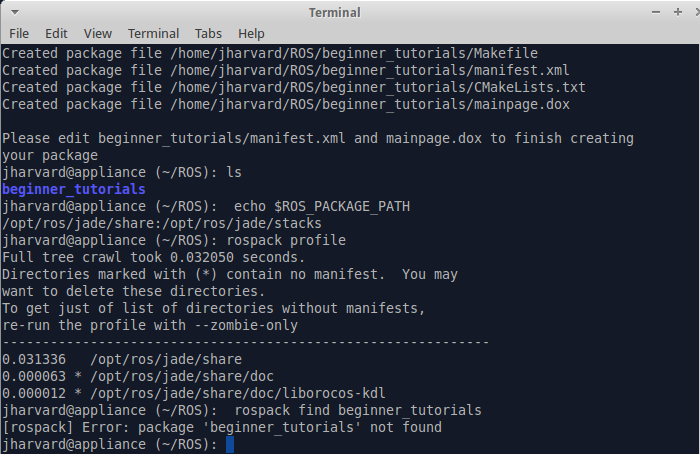 Terminal
File Edit View Terminal Tabs Help
Created package file /home/jharvard/ROS/beginner_tutorials/Makefile
Created package file /home/jharvard/ROS/beginner_tutorials/manifest.xml
Created package file /home/jharvard/ROS/beginner_tutorials/CMakeLists.txt
Created package file /home/jharvard/ROS/beginner_tutorials/mainpage.dox
Please edit beginner_tutorials/manifest.xml and mainpage.dox to finish creating
your package
jharvard@appliance (~/ROS): ls
beginner_tutorials
jharvard@appliance (~/ROS):  echo $ROS_PACKAGE_PATH
/opt/ros/jade/share:/opt/ros/jade/stacks
jharvard@appliance (~/ROS): rospack profile
Full tree crawl took 0.032050 seconds.
Directories marked with (*) contain no manifest.  You may
want to delete these directories.
To get just of list of directories without manifests,
re-run the profile with --zombie-only
-------------------------------------------------------------
0.031336   /opt/ros/jade/share
0.000063 * /opt/ros/jade/share/doc
0.000012 * /opt/ros/jade/share/doc/liborocos-kdl
jharvard@appliance (~/ROS):  rospack find beginner_tutorials
[rospack] Error: package 'beginner_tutorials' not found
jharvard@appliance (~/ROS):